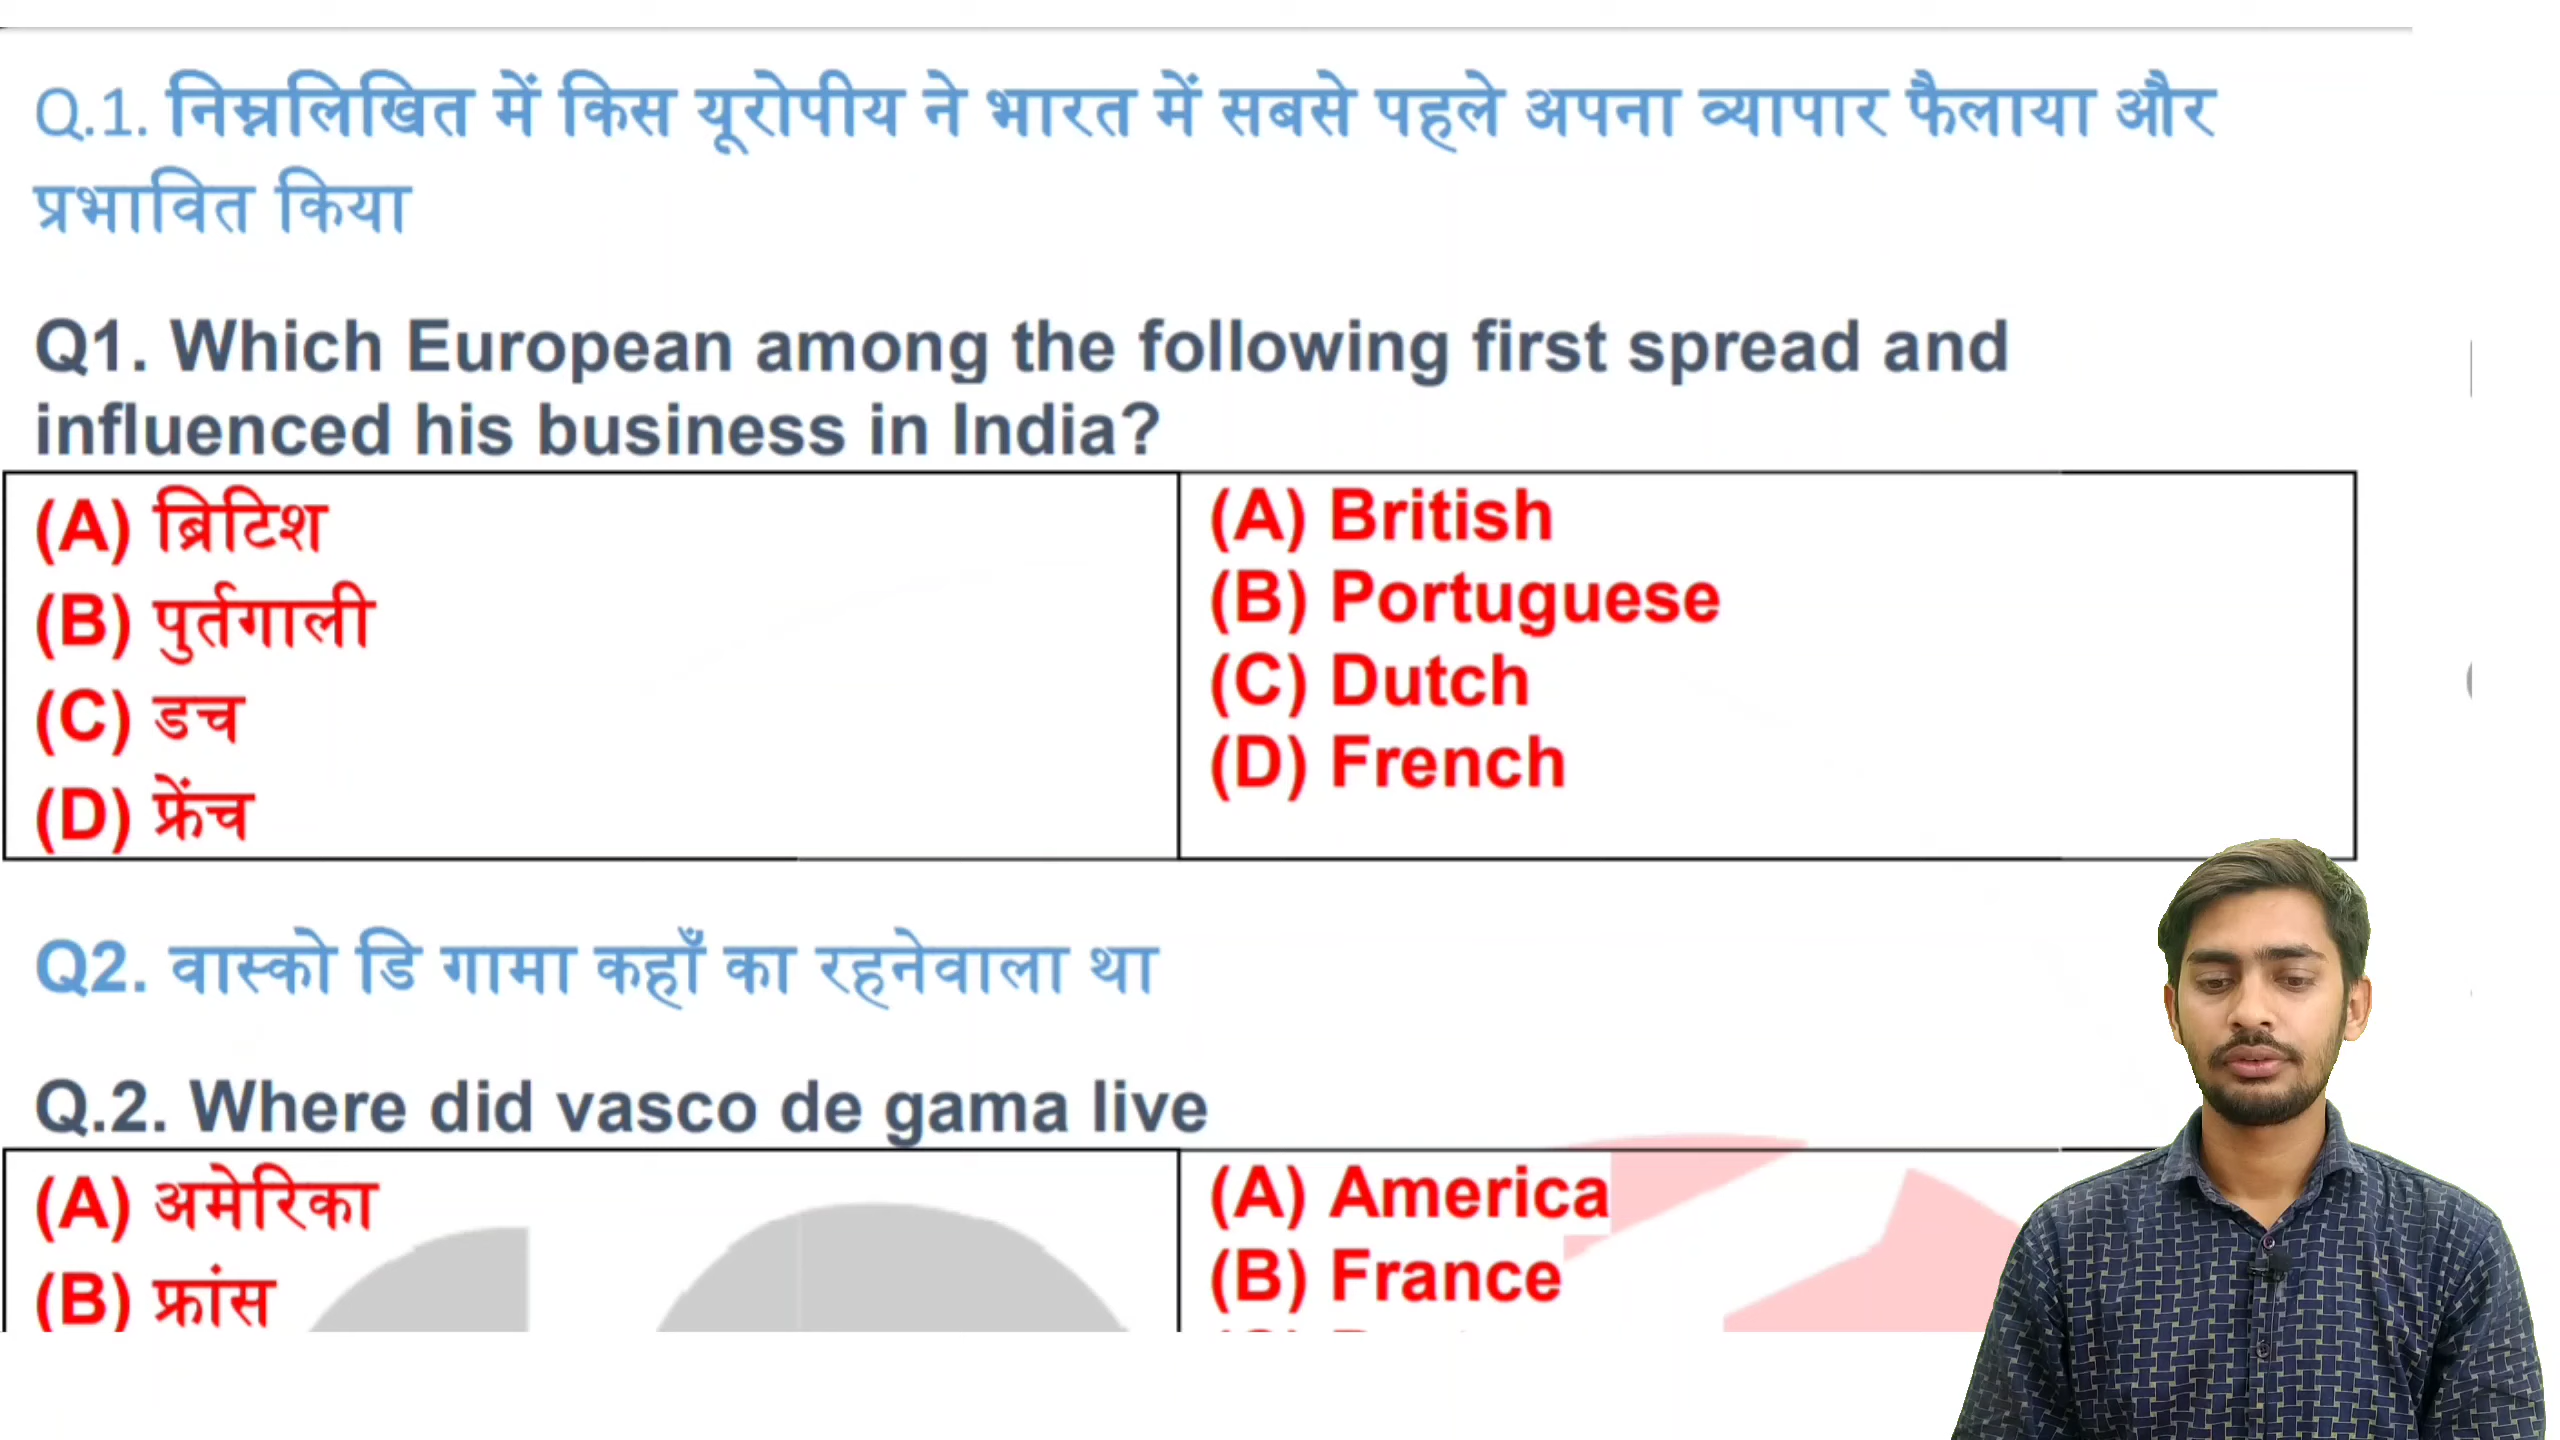 Q.1. निम्नलिखित में किस यूरोपीय ने भारत में सबसे पहले अपना व्यापार फैलाया और
प्रभावित किया
Q1. Which European among the following first spread and
influenced his business in India?
(A) ब्रिटिश
(B) पुर्तगाली
(C) डच
(D) फ्रेंच
(A) British
(B) Portuguese
(C) Dutch
(D) French
Q2. वास्को डि गामा कहाँ का रहनेवाला था
Q.2. Where did vasco de gama live
(A) अमेरिका
(B) फ्रांस
(A) America
(B) France